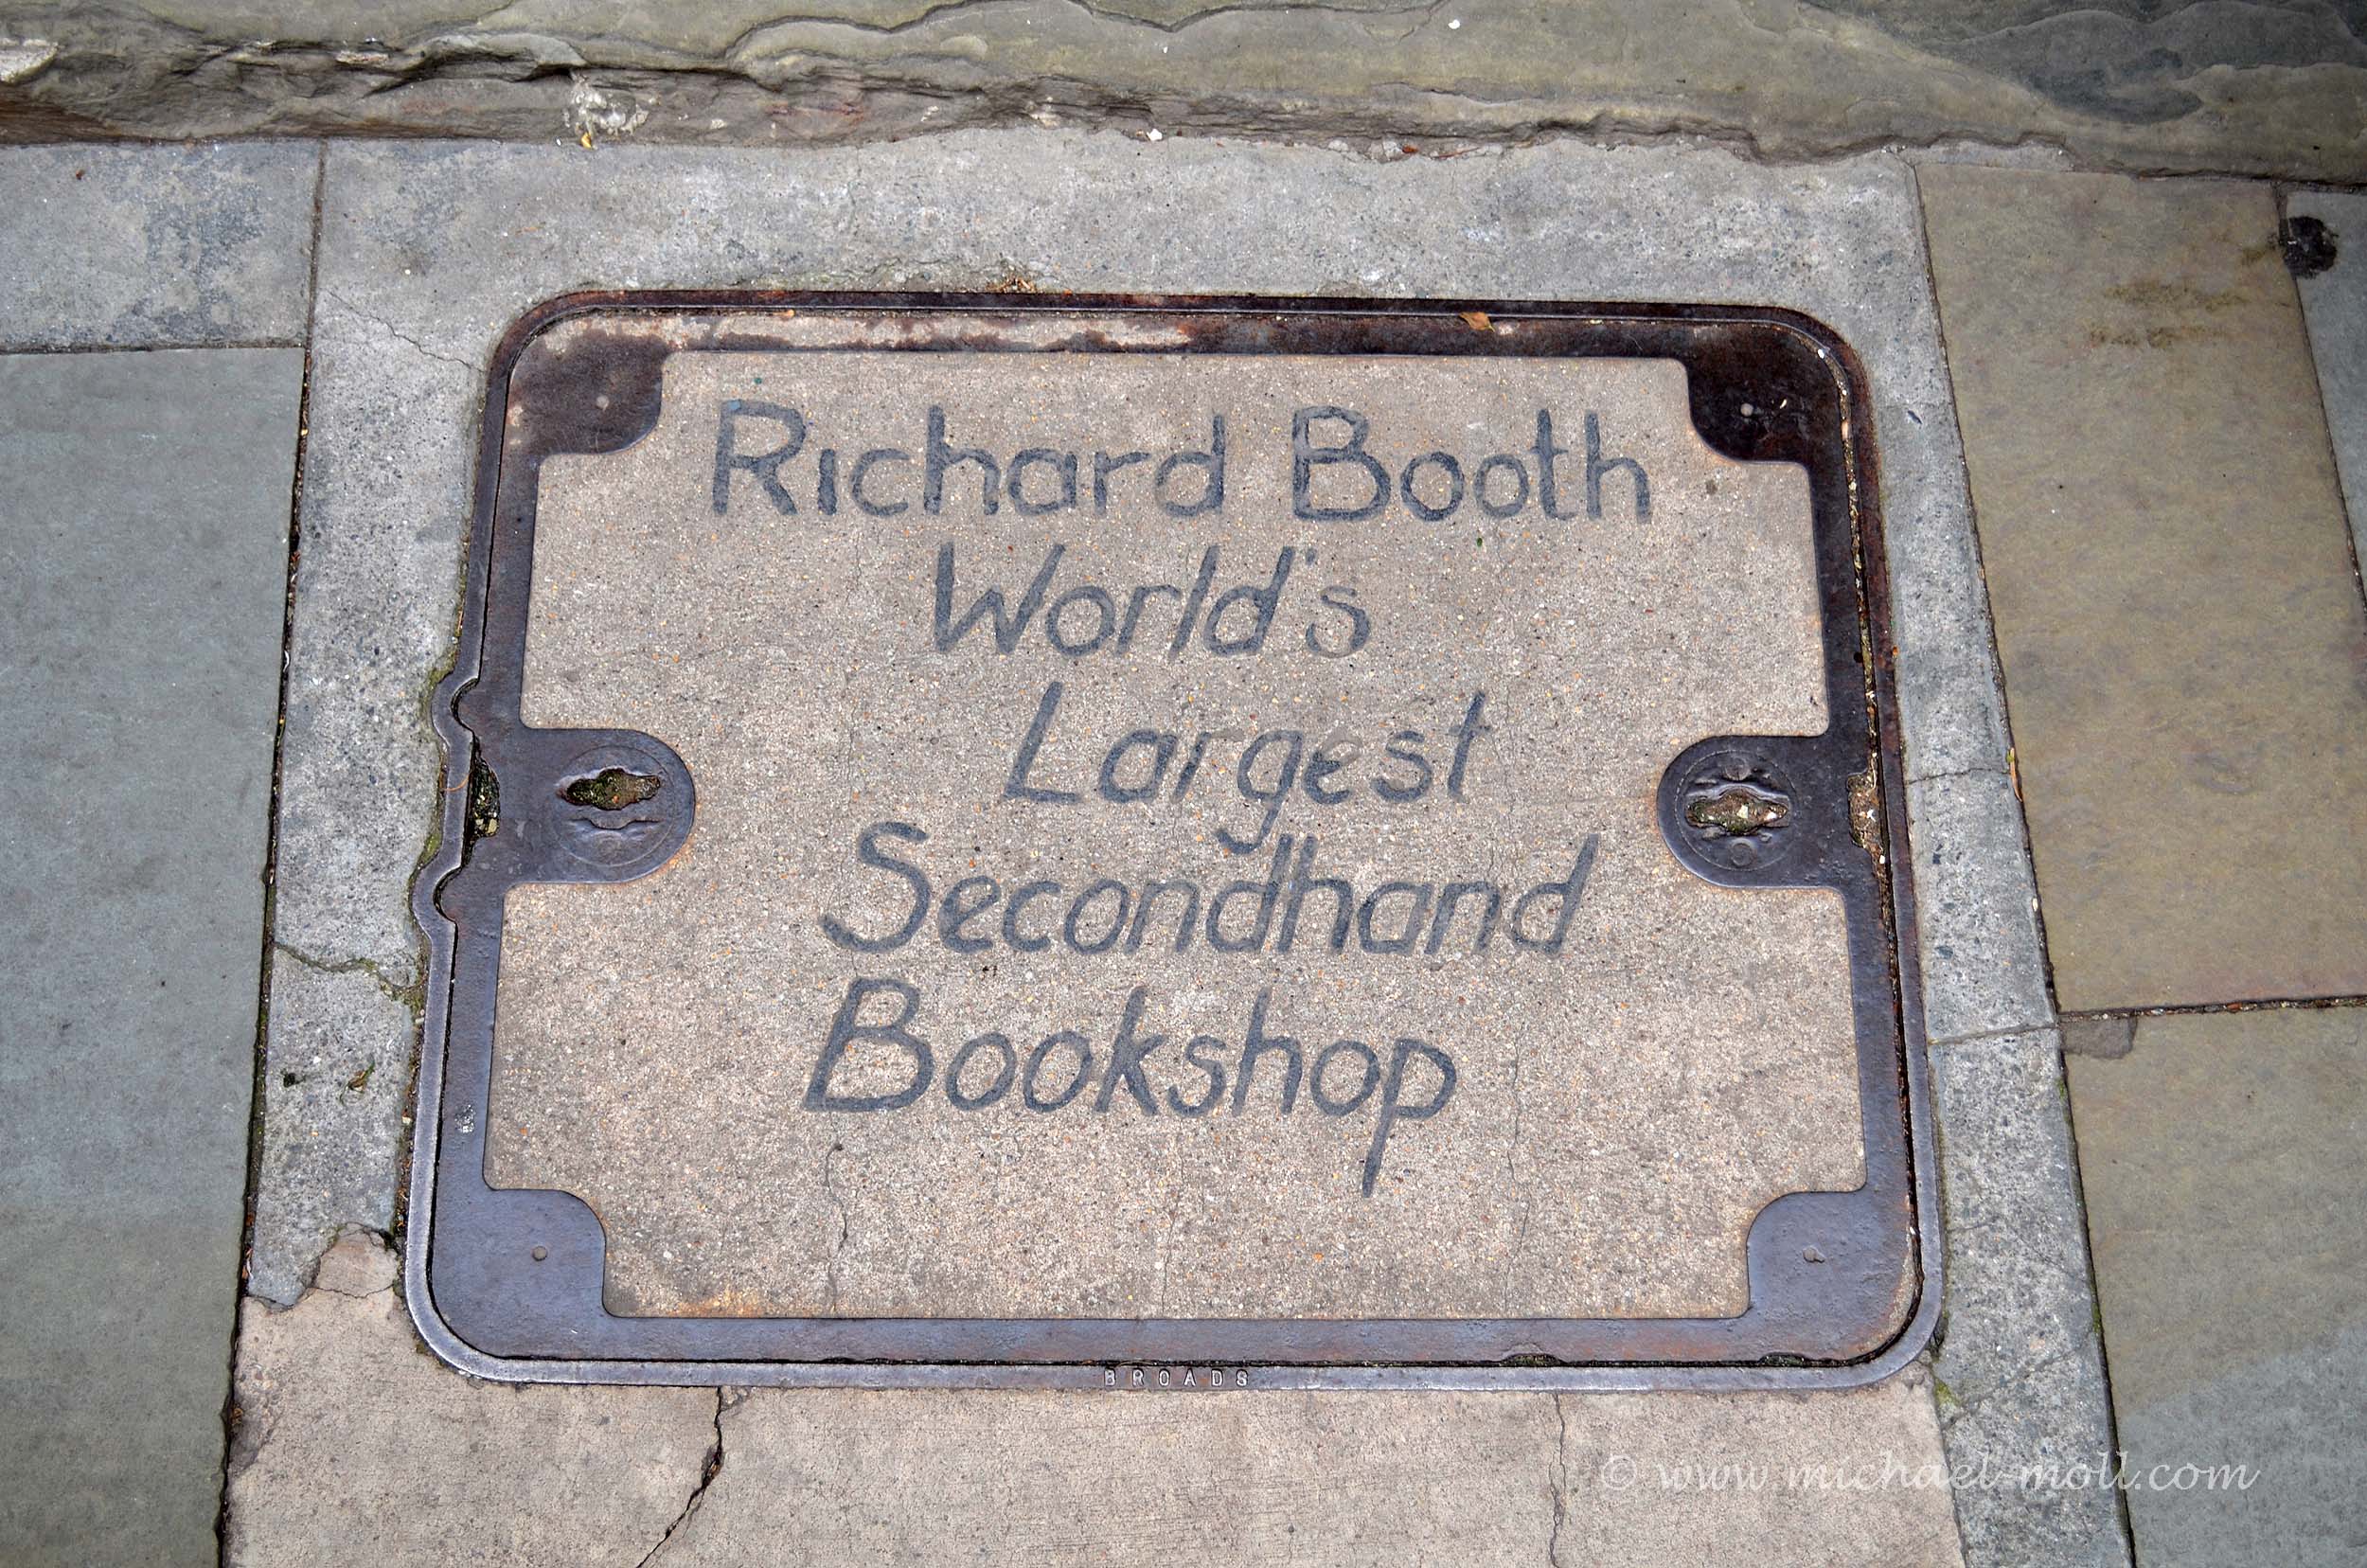 Richard Booth
World's
Largest
Secondhand
Bookshop
BROADS
© www.michael-moll.com